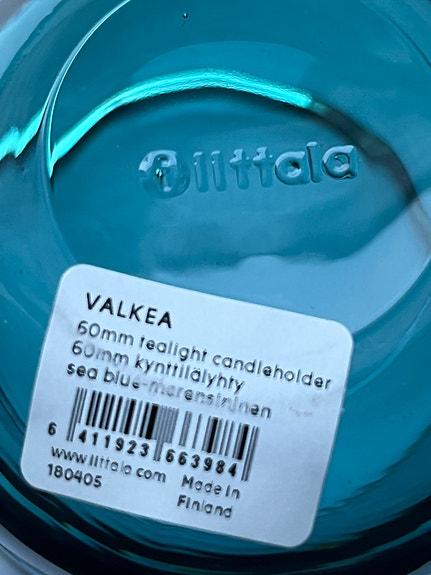 iittala
VALKEA
60mm tealight candleholder
60mm kynttilälyhty
sea blue-merensininen
6 411923 663984
www.iittala.com Made in
180405 Finland